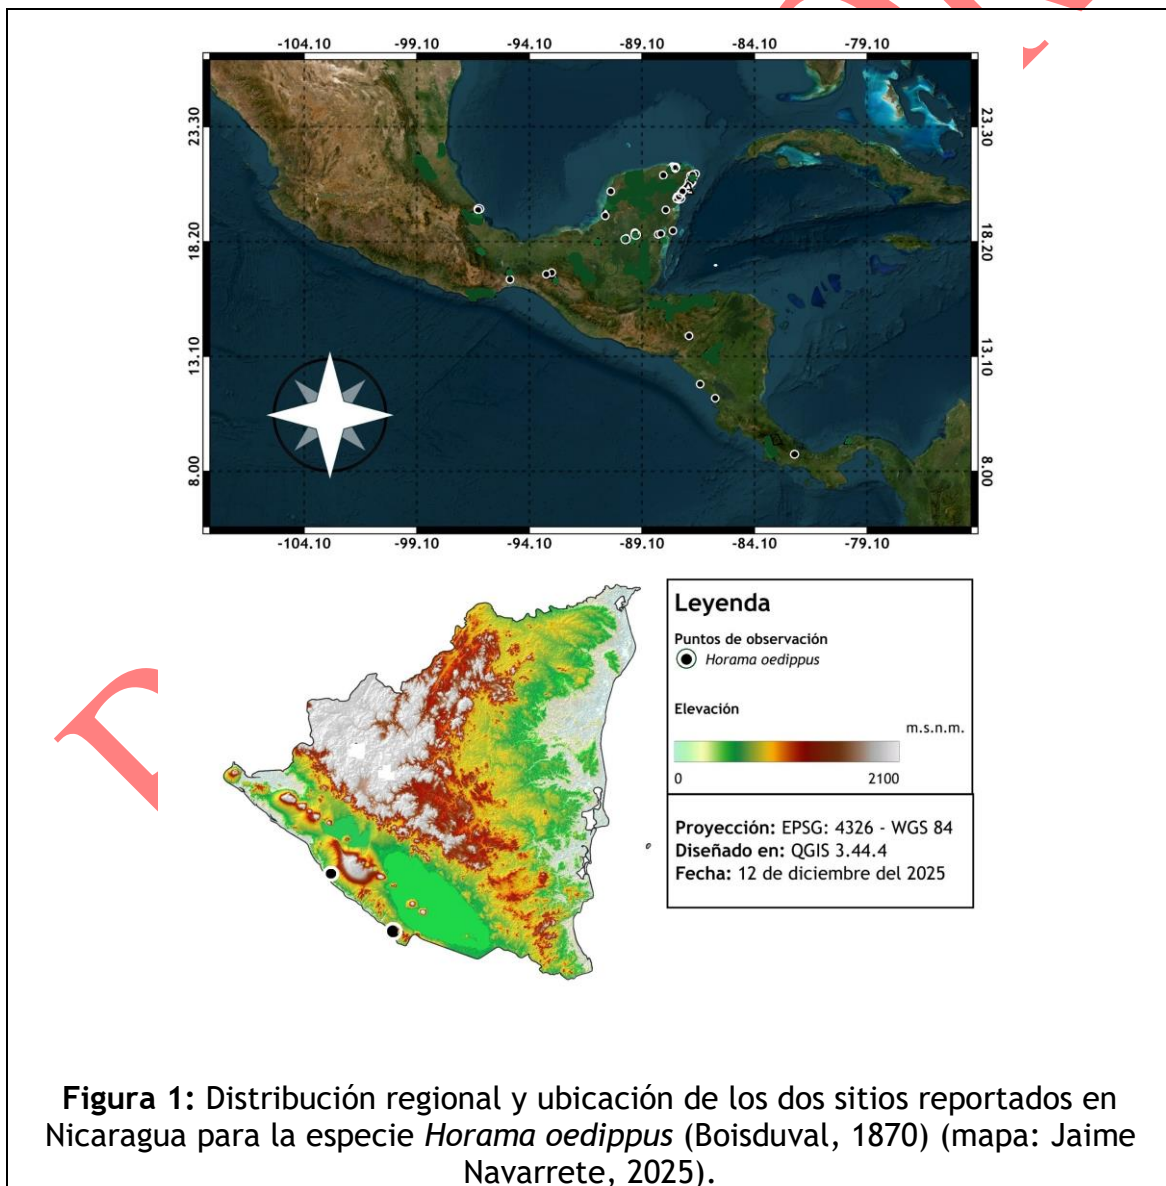 -104.10 -99.10 -94.10 -89.10 -84.10 -79.10
23.30 23.30
18.20 18.20
13.10 13.10
8.00 8.00
-104.10 -99.10 -94.10 -89.10 -84.10 -79.10
Leyenda
Puntos de observación
Horama oedippus
Elevación
m.s.n.m.
0 2100
Proyección: EPSG: 4326 - WGS 84
Diseñado en: QGIS 3.44.4
Fecha: 12 de diciembre del 2025
Figura 1: Distribución regional y ubicación de los dos sitios reportados en
Nicaragua para la especie Horama oedippus (Boisduval, 1870) (mapa: Jaime
Navarrete, 2025).